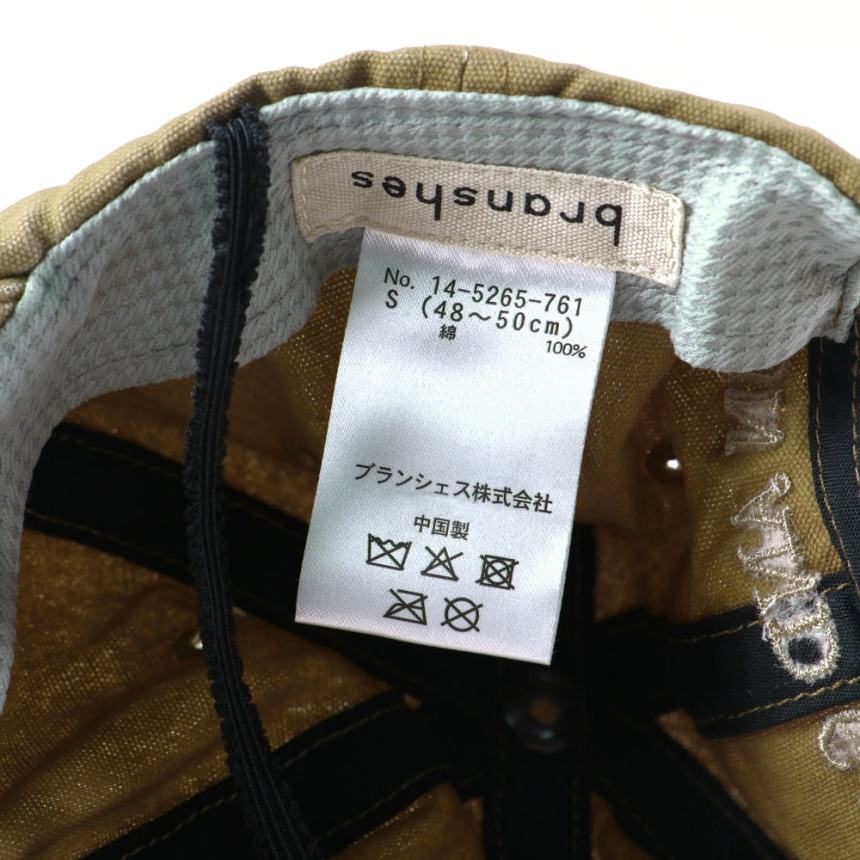 branshes
No. 14-5265-761
S (48～50cm)
綿
100%
ブランシェス株式会社
中国製